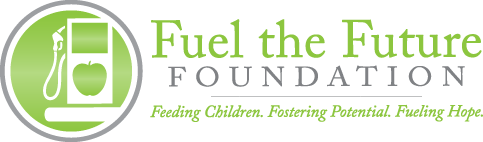 Fuel the Future
FOUNDATION
Feeding Children. Fostering Potential. Fueling Hope.